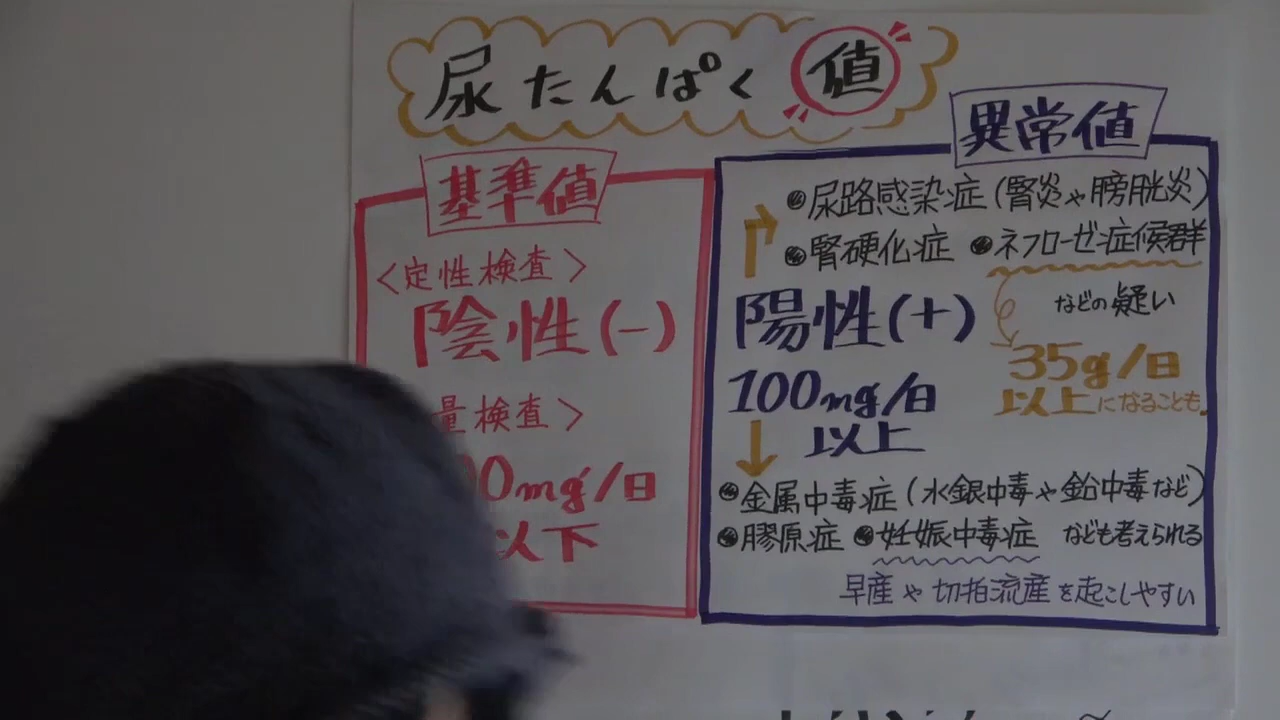 尿たんぱく値
基準値
<定性検査>
陰性(-)
量検査>
00mg/日
以下
異常値
●尿路感染症(腎炎や膀胱炎)
●腎硬化症 ●ネフローゼ症候群
などの疑い
陽性(+)
35g/日
以上になることも
100mg/日
以上
●金属中毒症(水銀中毒や鉛中毒など)
●膠原症 ●妊娠中毒症 なども考えられる
早産や切拍流産を起こしやすい